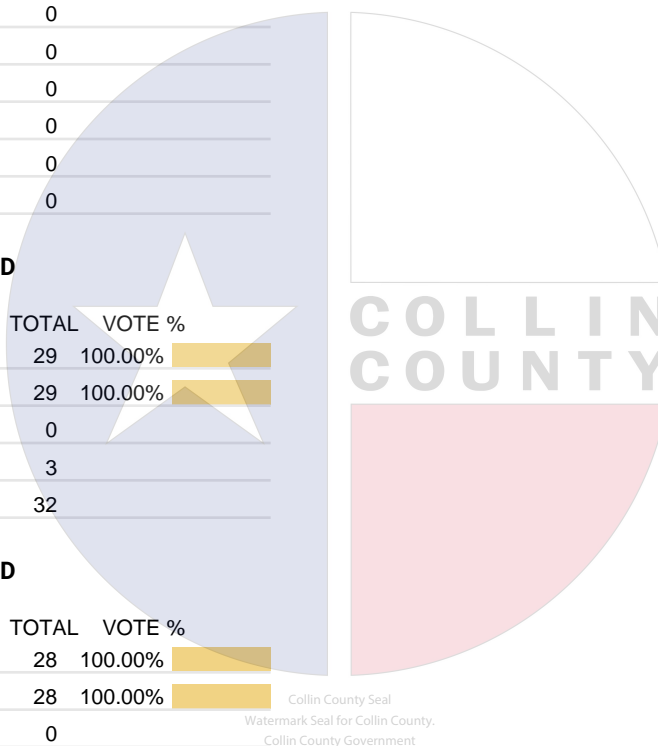 0
0
0
0
0
0
D
TOTAL VOTE %
29 100.00%
29 100.00%
0
3
32
D
TOTAL VOTE %
28 100.00%
28 100.00%
0
COLLIN
COUNTY
Collin County Seal
Watermark Seal for Collin County.
Collin County Government